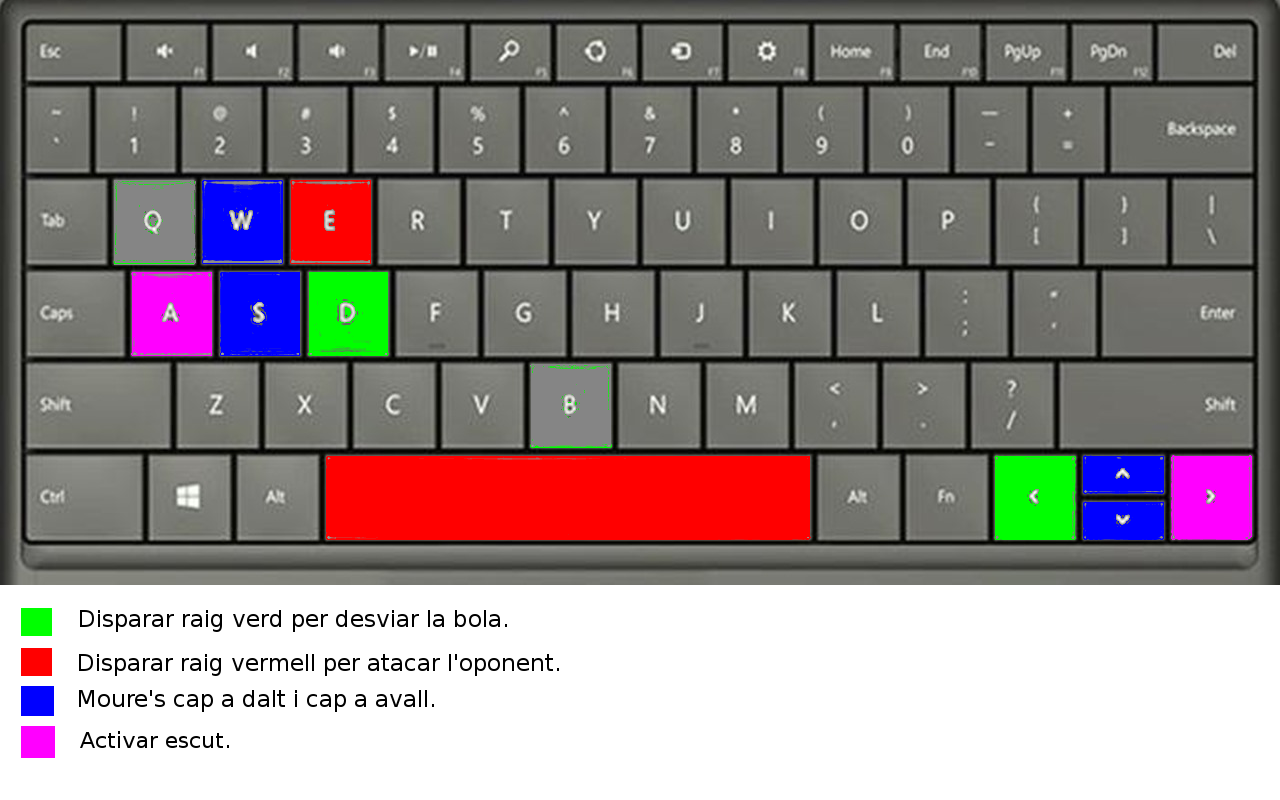 Esc F1 F2 F3 F4 F5 F6 F7 F8 Home F9 End F10 PgUp F11 PgDn F12 Del
~ ! @ # $ % ^ & * ( ) — +
` 1 2 3 4 5 6 7 8 9 0 - = Backspace
Tab Q W E R T Y U I O P { [ } ] | \
Caps A S D F G H J K L : ; " ' Enter
Shift Z X C V B N M < , > . ? / Shift
Ctrl Alt Alt Fn
Disparar raig verd per desviar la bola.
Disparar raig vermell per atacar l'oponent.
Moure's cap a dalt i cap a avall.
Activar escut.